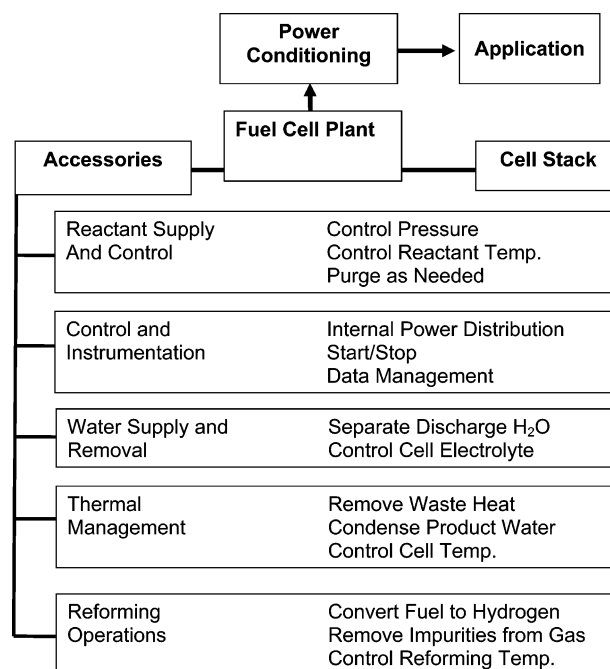 Power
Conditioning
Application
Fuel Cell Plant
Accessories
Cell Stack
Reactant Supply
And Control
Control Pressure
Control Reactant Temp.
Purge as Needed
Control and
Instrumentation
Internal Power Distribution
Start/Stop
Data Management
Water Supply and
Removal
Separate Discharge H₂O
Control Cell Electrolyte
Thermal
Management
Remove Waste Heat
Condense Product Water
Control Cell Temp.
Reforming
Operations
Convert Fuel to Hydrogen
Remove Impurities from Gas
Control Reforming Temp.